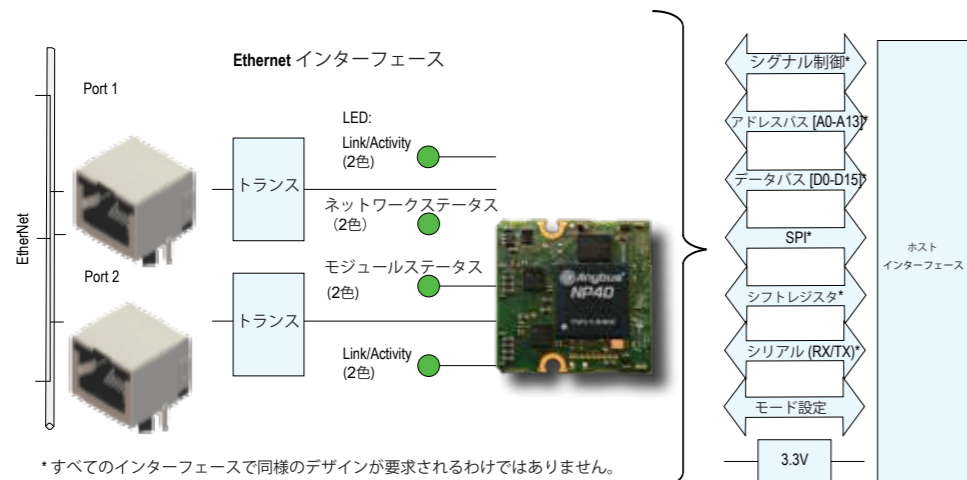 Ethernet インターフェース
Port 1
LED:
Link/Activity
(2色)
トランス
ネットワークステータス
(2色)
EtherNet
Port 2
モジュールステータス
(2色)
トランス
Link/Activity
(2色)
Anybus
NP40
シグナル制御*
アドレスバス [A0-A13]*
データバス [D0-D15]*
SPI*
シフトレジスタ*
シリアル (RX/TX)*
モード設定
3.3V
ホスト
インターフェース
* すべてのインターフェースで同様のデザインが要求されるわけではありません。